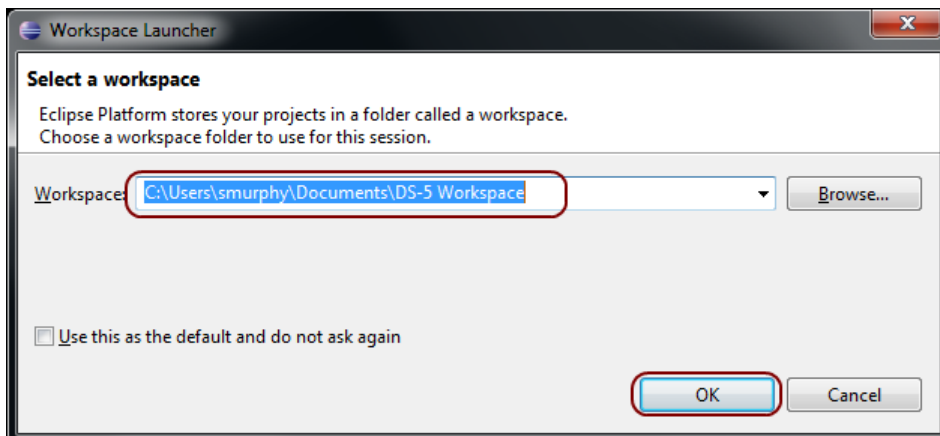 Workspace Launcher
Select a workspace
Eclipse Platform stores your projects in a folder called a workspace.
Choose a workspace folder to use for this session.
Workspace: C:\Users\smurphy\Documents\DS-5 Workspace Browse...
Use this as the default and do not ask again
OK Cancel